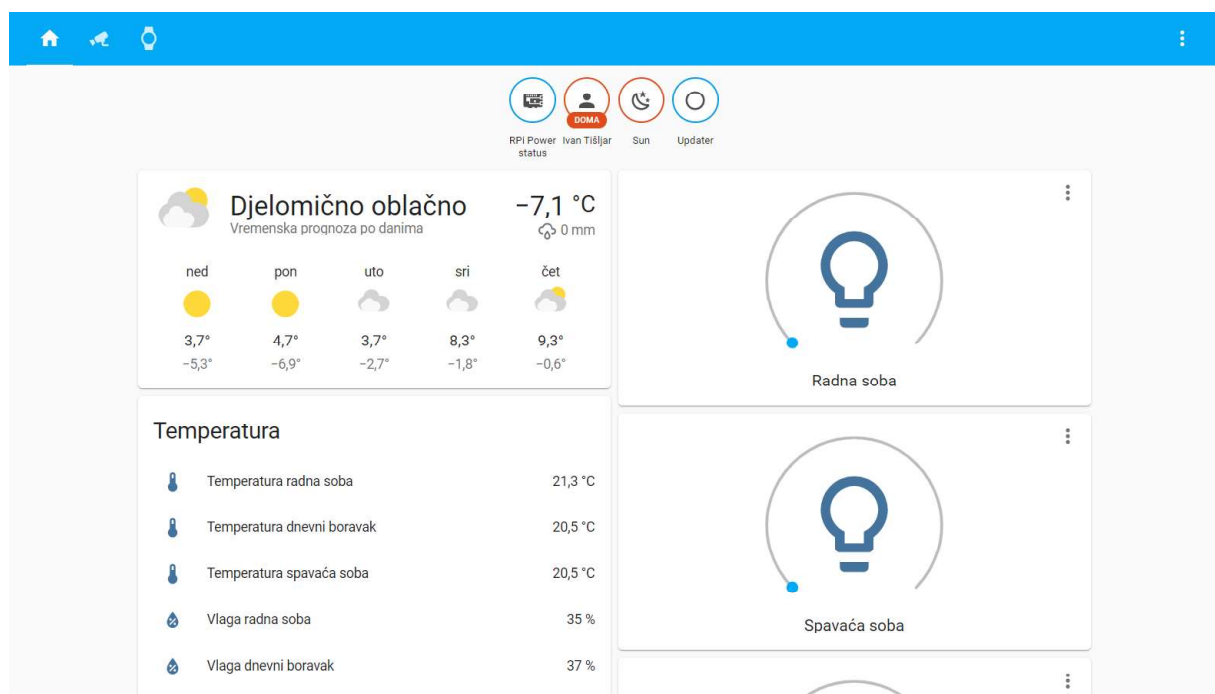 DOMA
RPi Power status
Ivan Tišljar
Sun
Updater
Djelomično oblačno
−7,1 °C
Vremenska prognoza po danima
0 mm
ned pon uto sri čet
3,7° 4,7° 3,7° 8,3° 9,3°
−5,3° −6,9° −2,7° −1,8° −0,6°
Radna soba
Temperatura
Temperatura radna soba 21,3 °C
Temperatura dnevni boravak 20,5 °C
Temperatura spavaća soba 20,5 °C
Vlaga radna soba 35 %
Vlaga dnevni boravak 37 %
Spavaća soba